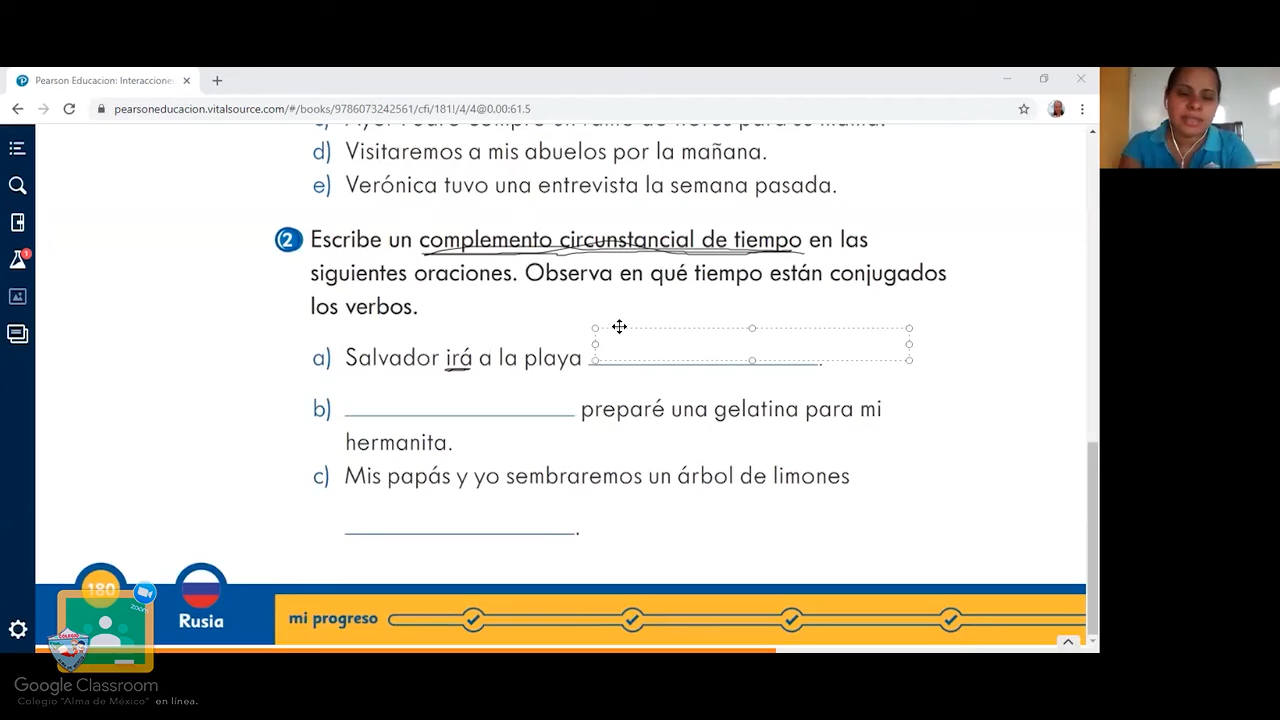 Pearson Educacion: Interaccione
pearsoneducacion.vitalsource.com/#/books/9786073242561/cfi/181!/4/4@0.00:61.5
d) Visitaremos a mis abuelos por la mañana.
e) Verónica tuvo una entrevista la semana pasada.
2 Escribe un complemento circunstancial de tiempo en las
siguientes oraciones. Observa en qué tiempo están conjugados
los verbos.
a) Salvador irá a la playa .
b) preparé una gelatina para mi
hermanita.
c) Mis papás y yo sembraremos un árbol de limones
.
180
zoom
Rusia
mi progreso
COLEGIO
Google Classroom
Colegio "Alma de México" en línea.